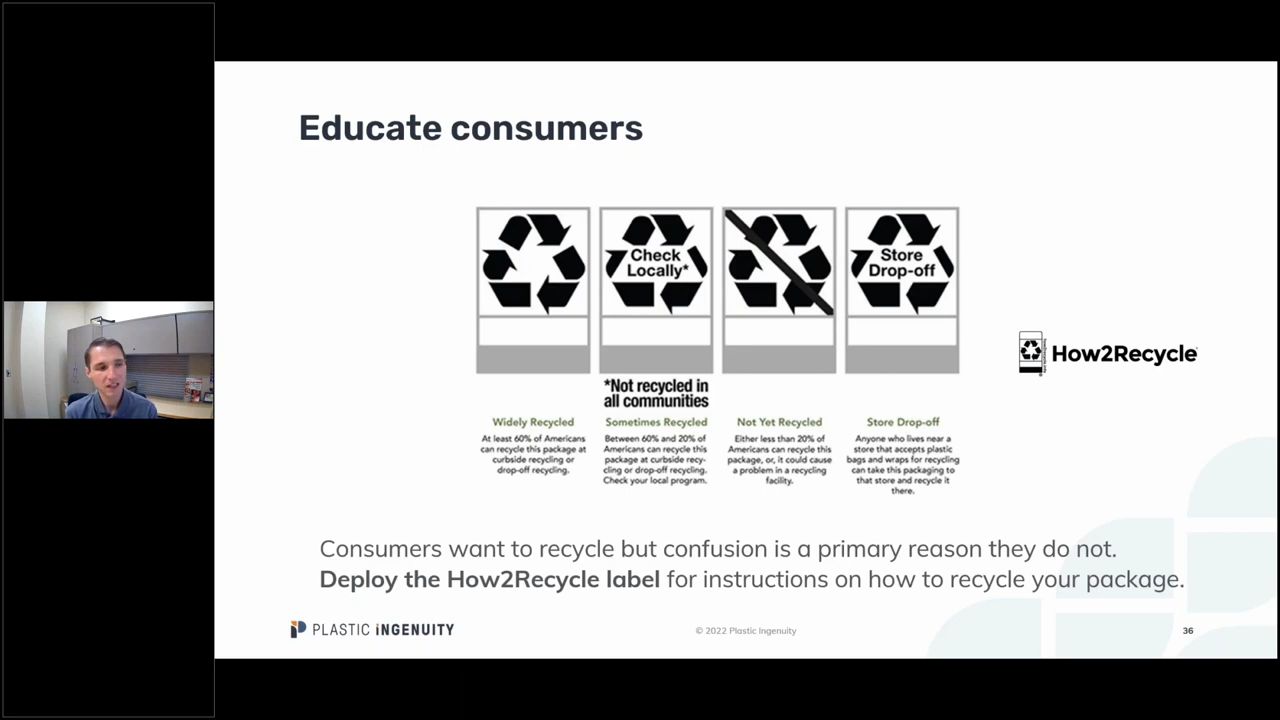 Educate consumers
Check
Locally*
Store
Drop-off
*Not recycled in
all communities
Widely Recycled
At least 60% of Americans
can recycle this package at
curbside recycling or
drop-off recycling.
Sometimes Recycled
Between 60% and 20% of
Americans can recycle this
package at curbside recy-
cling or drop-off recycling.
Check your local program.
Not Yet Recycled
Either less than 20% of
Americans can recycle this
package, or, it could cause
a problem in a recycling
facility.
Store Drop-off
Anyone who lives near a
store that accepts plastic
bags and wraps for recycling
can take this packaging to
that store and recycle it
there.
How2Recycle
Consumers want to recycle but confusion is a primary reason they do not.
Deploy the How2Recycle label for instructions on how to recycle your package.
PLASTIC iNGENUITY
© 2022 Plastic Ingenuity
36